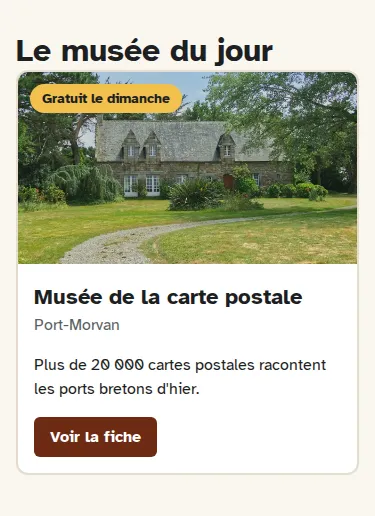 Le musée du jour
Gratuit le dimanche
Musée de la carte postale
Port-Morvan
Plus de 20 000 cartes postales racontent
les ports bretons d'hier.
Voir la fiche